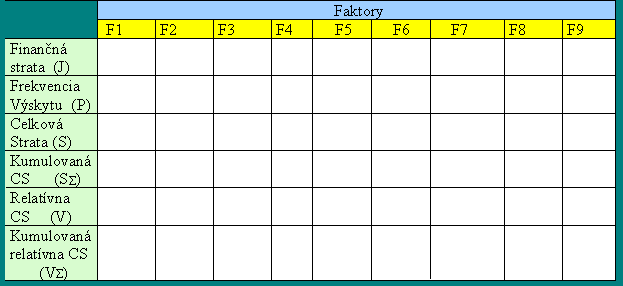 Faktory
F1 F2 F3 F4 F5 F6 F7 F8 F9
Finančná
strata (J)
Frekvencia
Výskytu (P)
Celková
Strata (S)
Kumulovaná
CS (SΣ)
Relatívna
CS (V)
Kumulovaná
relatívna CS
(VΣ)